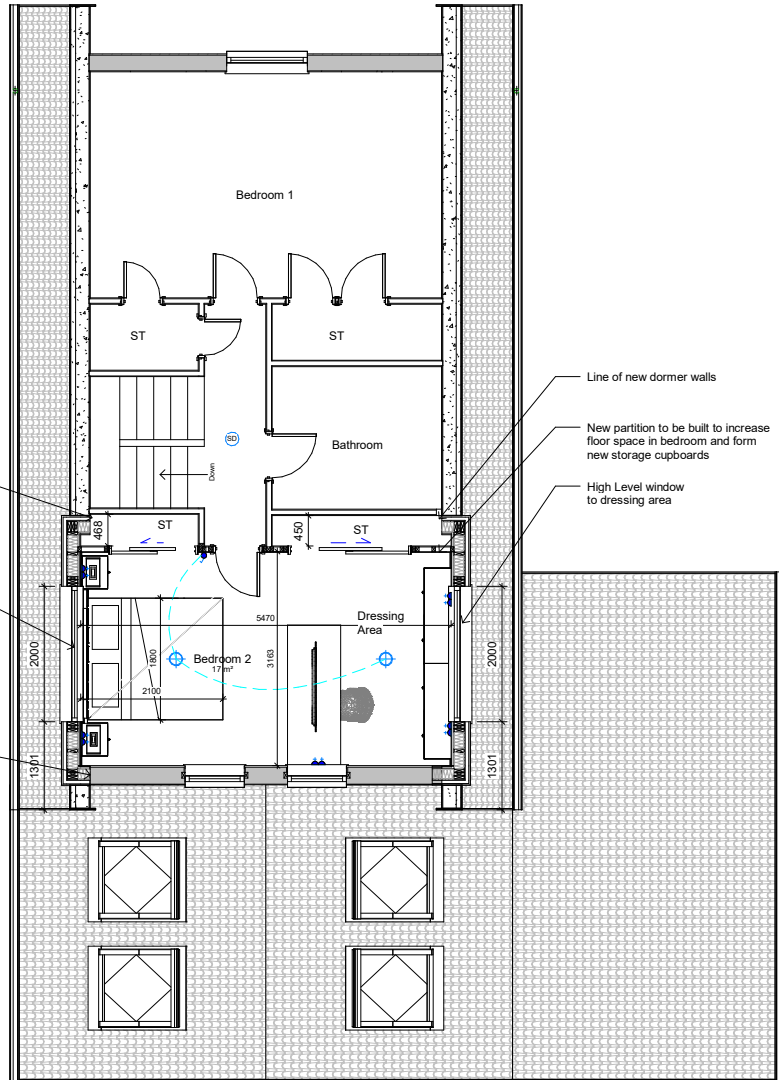 Bedroom 1
ST
ST
Line of new dormer walls
New partition to be built to increase
floor space in bedroom and form
new storage cupboards
SD
Bathroom
Down
High Level window
to dressing area
468
ST
450
ST
5470
Dressing
Area
2000
1800
Bedroom 2
17 m²
3163
2000
2100
1301
1301